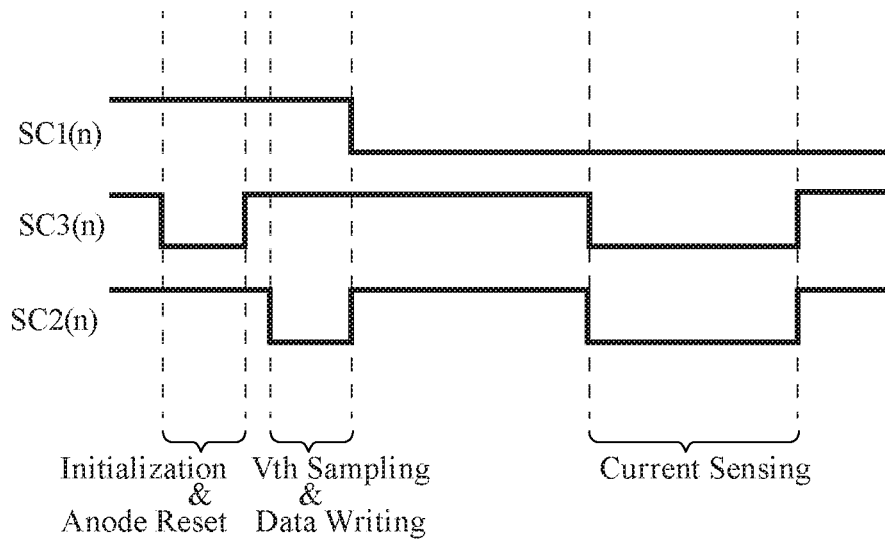 SC1(n)
SC3(n)
SC2(n)
Initialization
&
Anode Reset
Vth Sampling
&
Data Writing
Current Sensing